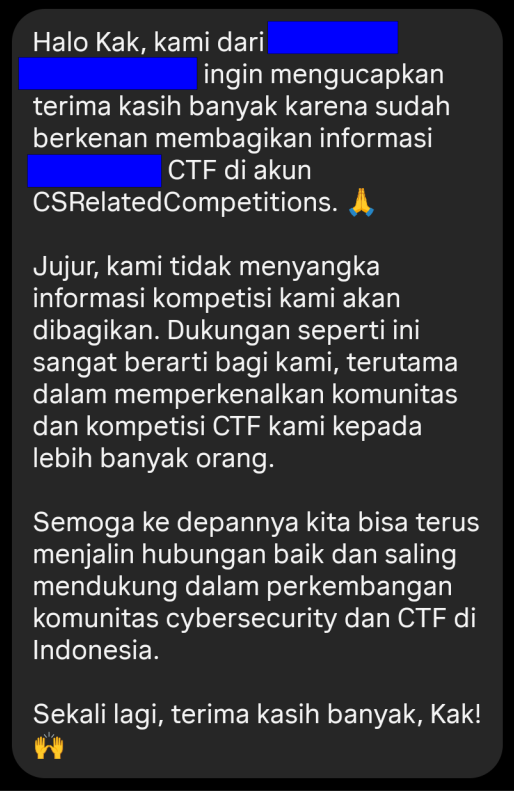 Halo Kak, kami dari
ingin mengucapkan
terima kasih banyak karena sudah
berkenan membagikan informasi
CTF di akun
CSRelatedCompetitions. 🙏
Jujur, kami tidak menyangka
informasi kompetisi kami akan
dibagikan. Dukungan seperti ini
sangat berarti bagi kami, terutama
dalam memperkenalkan komunitas
dan kompetisi CTF kami kepada
lebih banyak orang.
Semoga ke depannya kita bisa terus
menjalin hubungan baik dan saling
mendukung dalam perkembangan
komunitas cybersecurity dan CTF di
Indonesia.
Sekali lagi, terima kasih banyak, Kak!
🙌